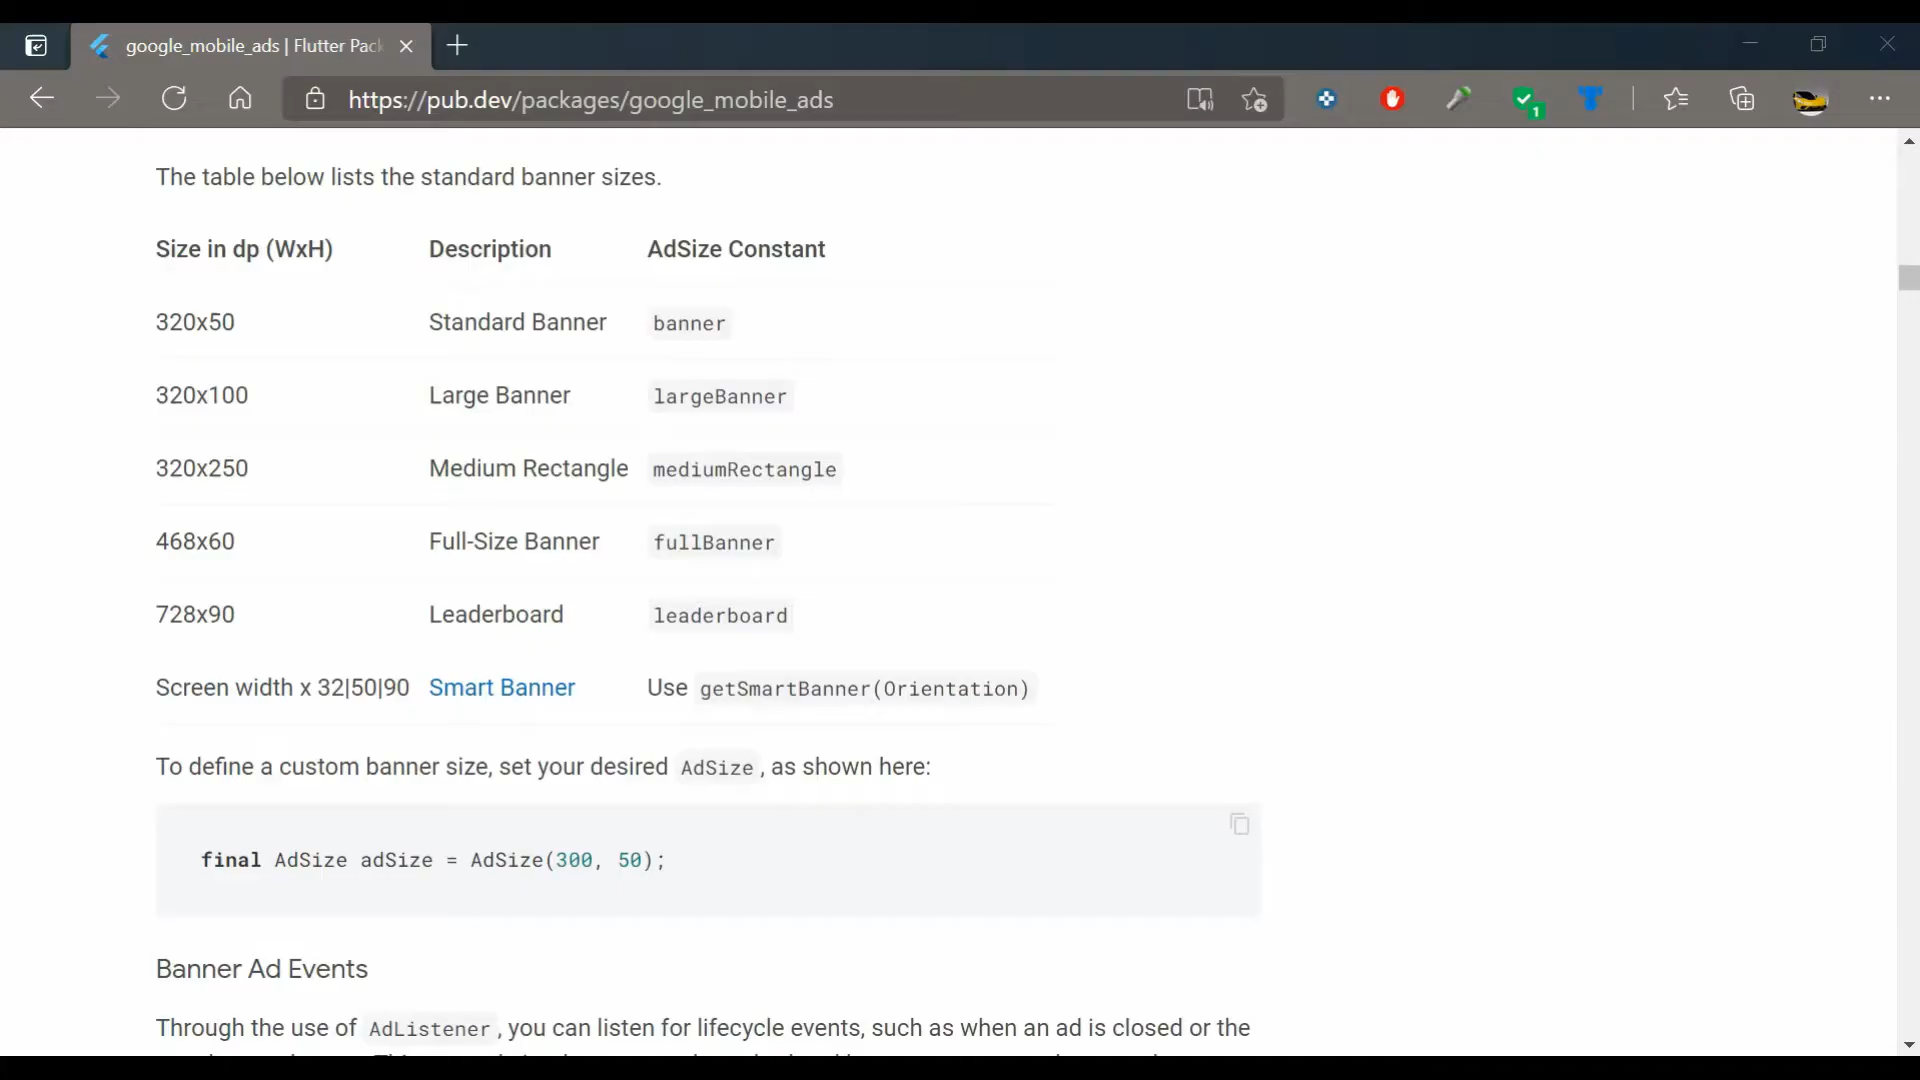 google_mobile_ads | Flutter Pack
https://pub.dev/packages/google_mobile_ads
1
The table below lists the standard banner sizes.
Size in dp (WxH) Description AdSize Constant
320x50 Standard Banner banner
320x100 Large Banner largeBanner
320x250 Medium Rectangle mediumRectangle
468x60 Full-Size Banner fullBanner
728x90 Leaderboard leaderboard
Screen width x 32|50|90 Smart Banner Use getSmartBanner(Orientation)
To define a custom banner size, set your desired AdSize, as shown here:
final AdSize adSize = AdSize(300, 50);
Banner Ad Events
Through the use of AdListener, you can listen for lifecycle events, such as when an ad is closed or the